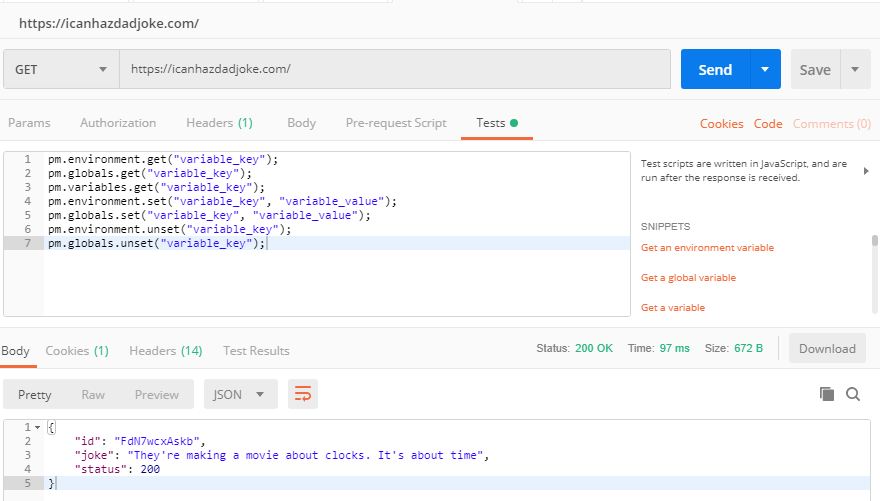 https://icanhazdadjoke.com/
GET https://icanhazdadjoke.com/ Send Save
Params Authorization Headers (1) Body Pre-request Script Tests Cookies Code Comments (0)
1 pm.environment.get("variable_key");
2 pm.globals.get("variable_key");
3 pm.variables.get("variable_key");
4 pm.environment.set("variable_key", "variable_value");
5 pm.globals.set("variable_key", "variable_value");
6 pm.environment.unset("variable_key");
7 pm.globals.unset("variable_key");
Test scripts are written in JavaScript, and are
run after the response is received.
SNIPPETS
Get an environment variable
Get a global variable
Get a variable
Body Cookies (1) Headers (14) Test Results Status: 200 OK Time: 97 ms Size: 672 B Download
Pretty Raw Preview JSON
1 {
2 "id": "FdN7wcxAskb",
3 "joke": "They're making a movie about clocks. It's about time",
4 "status": 200
5 }